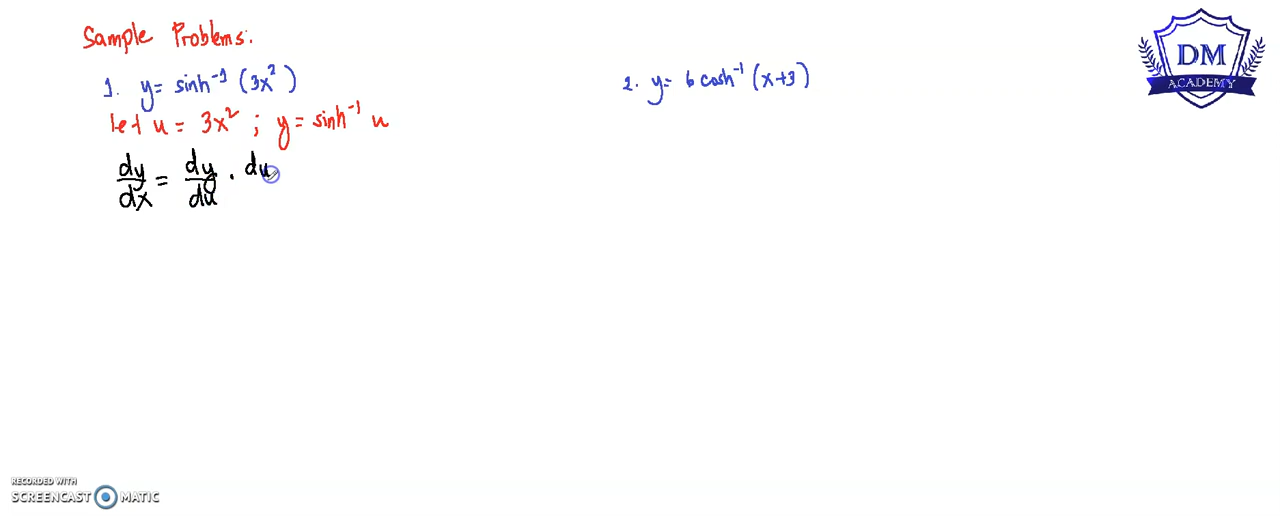 Sample Problems:
1. y = sinh⁻¹ (3x²)
Let u = 3x² ; y = sinh⁻¹ u
dy/dx = dy/du · du
2. y = 6 cosh⁻¹ (x+3)
DM
ACADEMY
RECORDED WITH
SCREENCAST MATIC